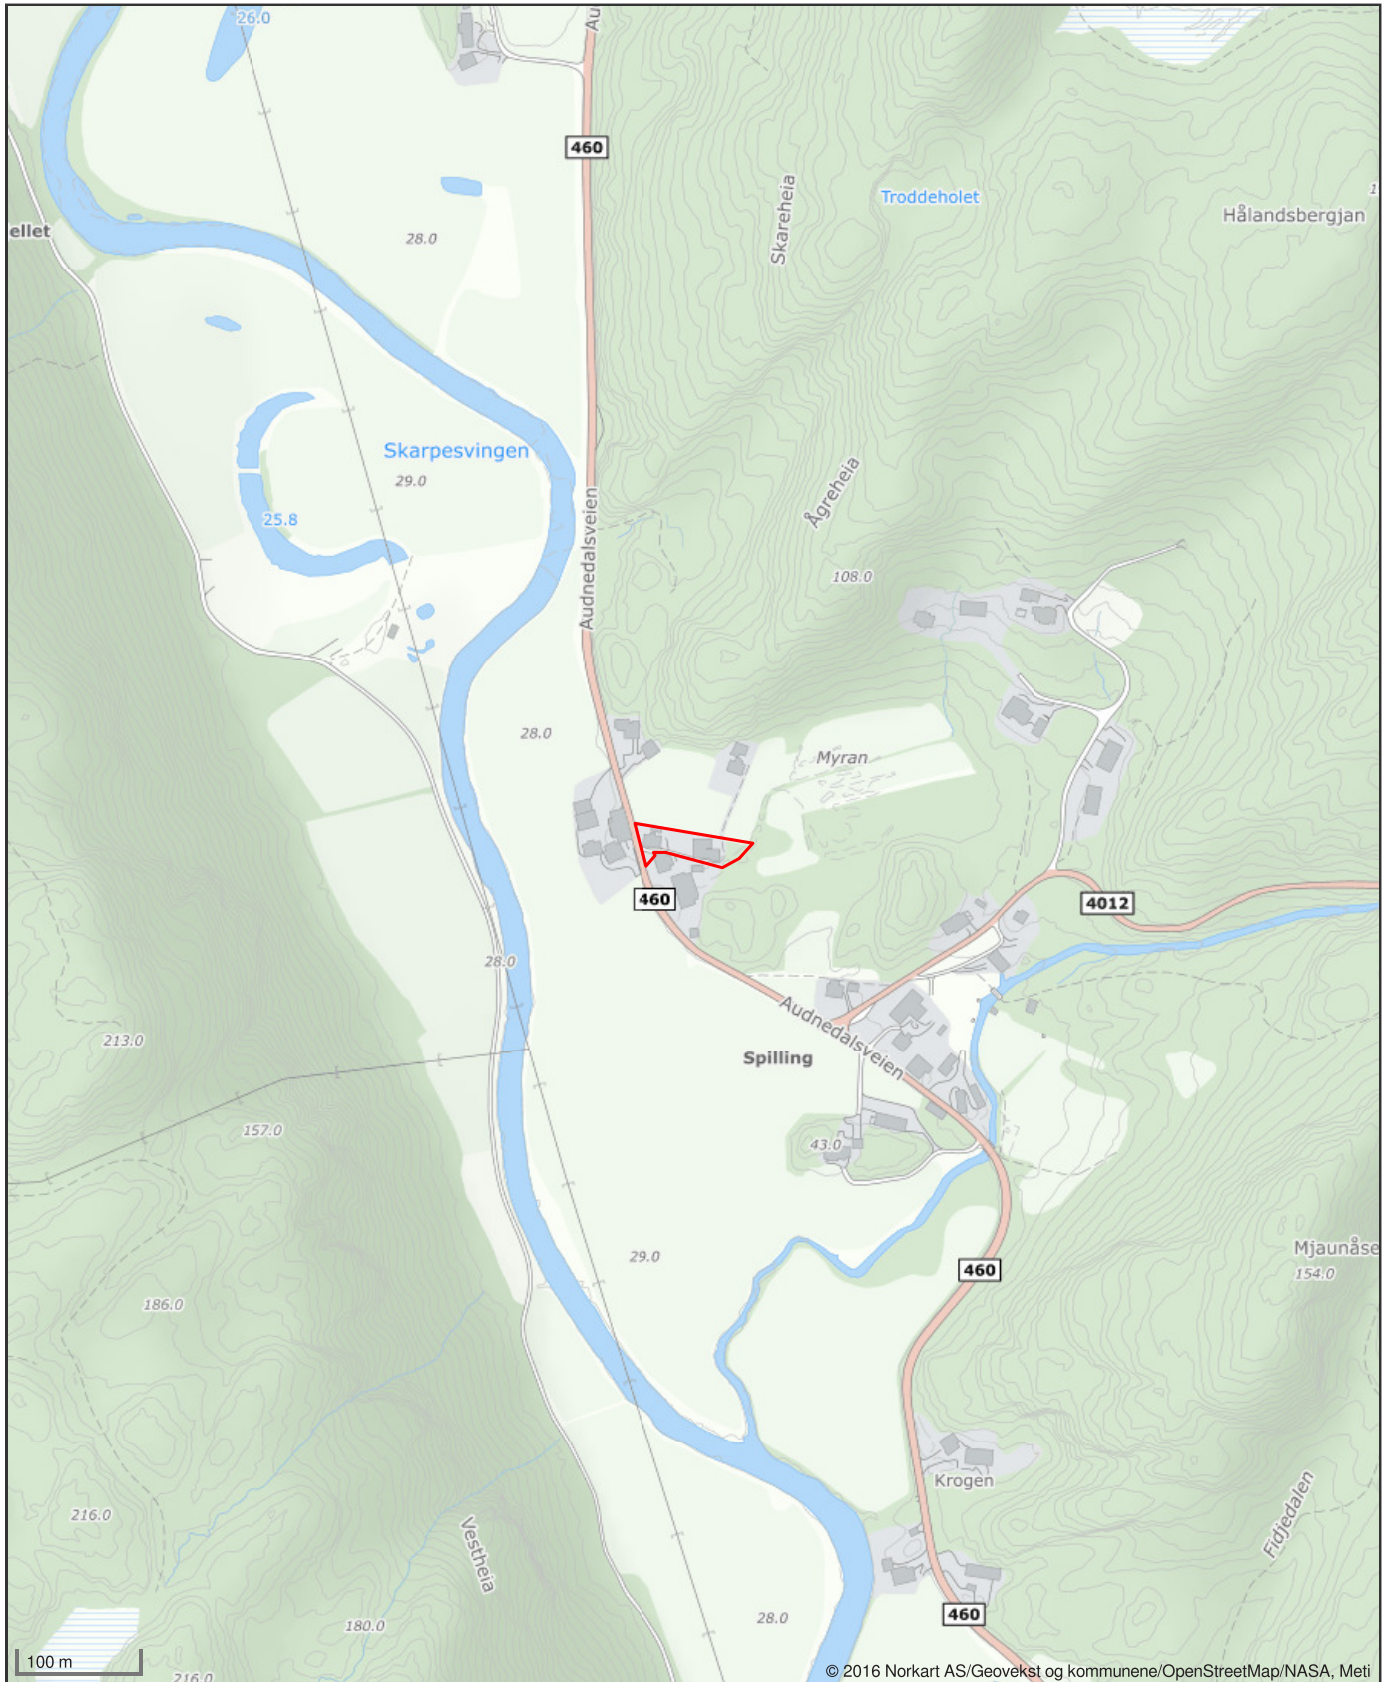 26.0
Au
460
Skareheia
Troddeholet
1
Hålandsbergjan
ellet
28.0
Skarpesvingen
29.0
Audnedalsveien
Ågreheia
25.8
108.0
28.0
Myran
460
4012
28.0
Audnedalsveien
213.0
Spilling
157.0
43.0
29.0
460
Mjaunåse
154.0
186.0
Krogen
Fidjedalen
216.0
Vestheia
28.0
460
180.0
100 m
216.0
© 2016 Norkart AS/Geovekst og kommunene/OpenStreetMap/NASA, Meti